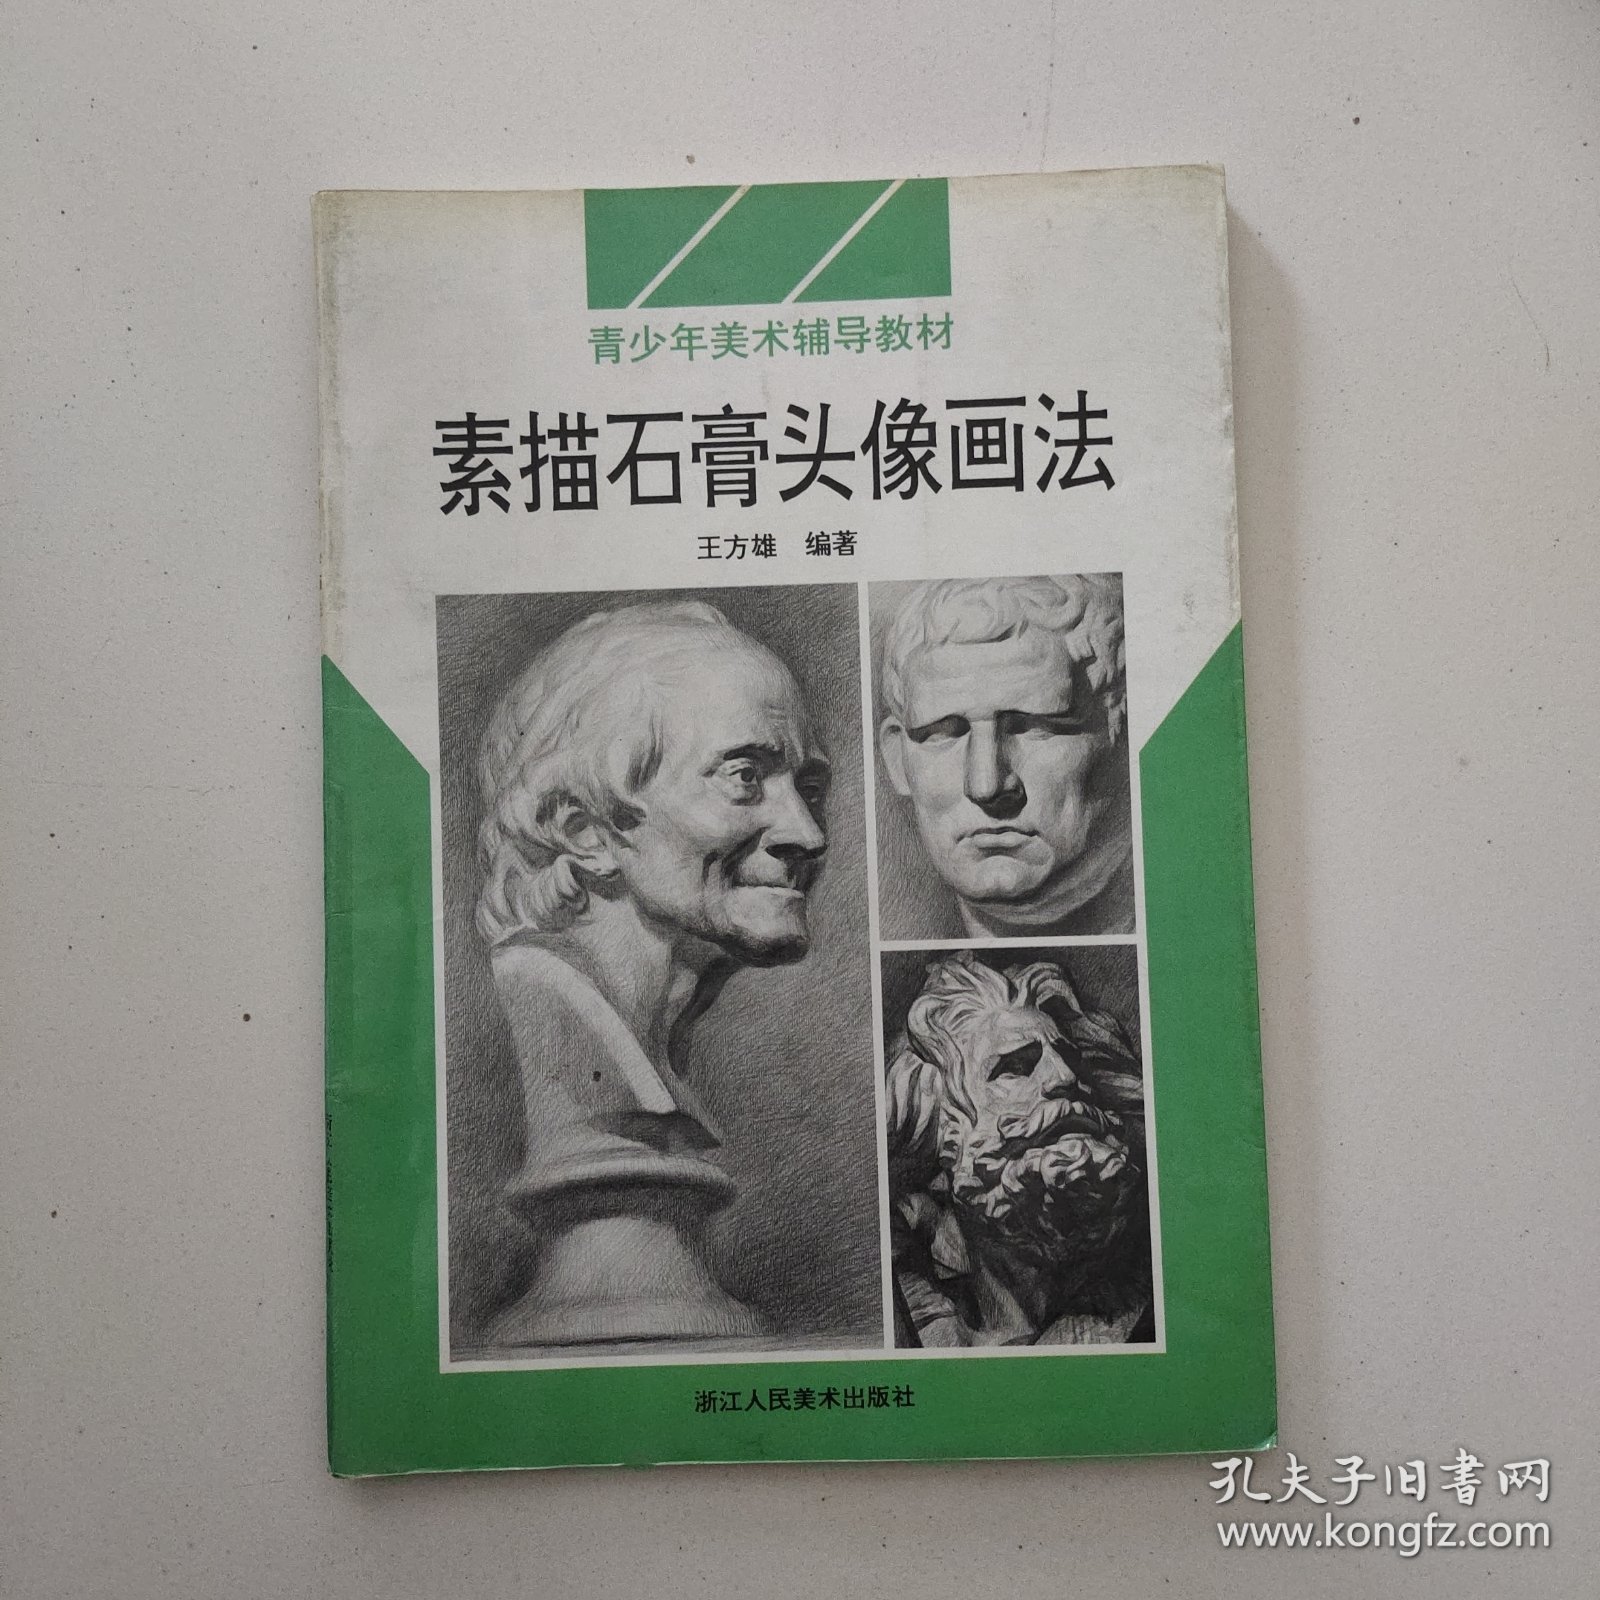 青少年美术辅导教材
素描石膏头像画法
王方雄 编著
浙江人民美术出版社
孔夫子旧书网
www.kongfz.com